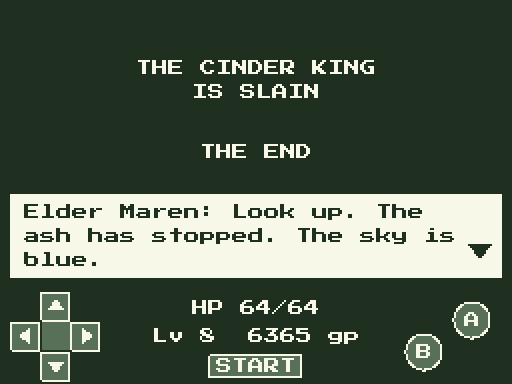 THE CINDER KING
IS SLAIN
THE END
Elder Maren: Look up. The
ash has stopped. The sky is
blue.
HP 64/64
Lv 8 6365 gp
START
A
B